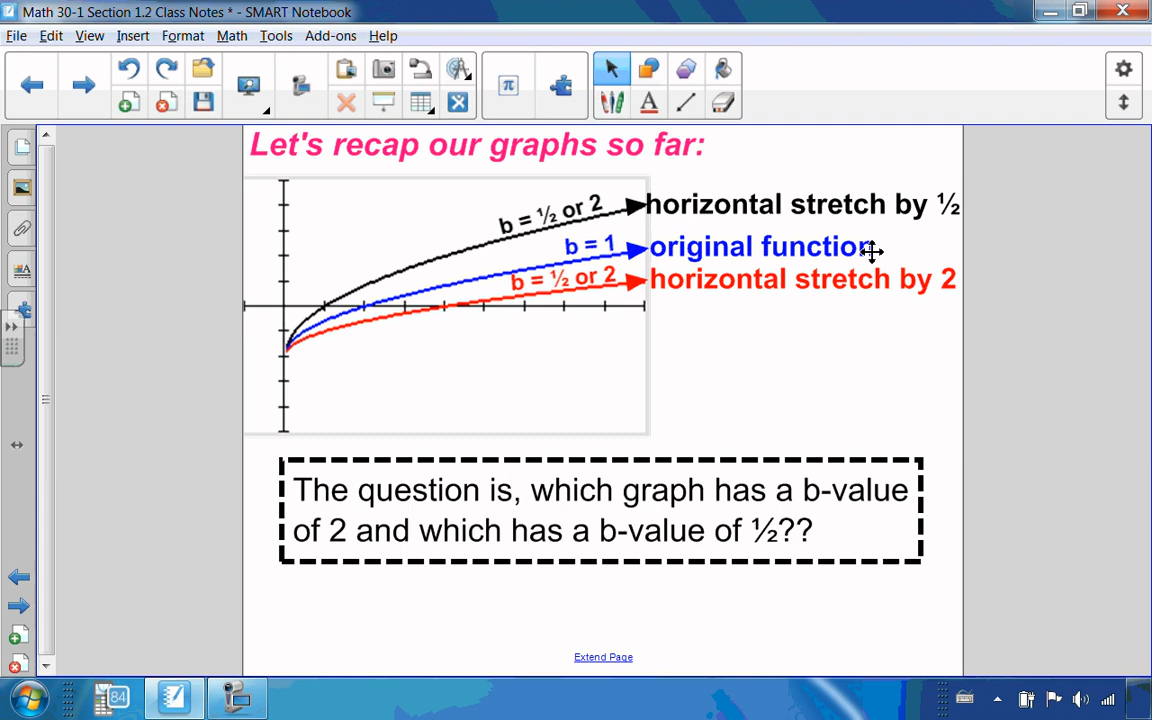 Math 30-1 Section 1.2 Class Notes * - SMART Notebook
File Edit View Insert Format Math Tools Add-ons Help
π
A
Let's recap our graphs so far:
b = ½ or 2 horizontal stretch by ½
b = 1 original function
b = ½ or 2 horizontal stretch by 2
The question is, which graph has a b-value
of 2 and which has a b-value of ½??
Extend Page
84